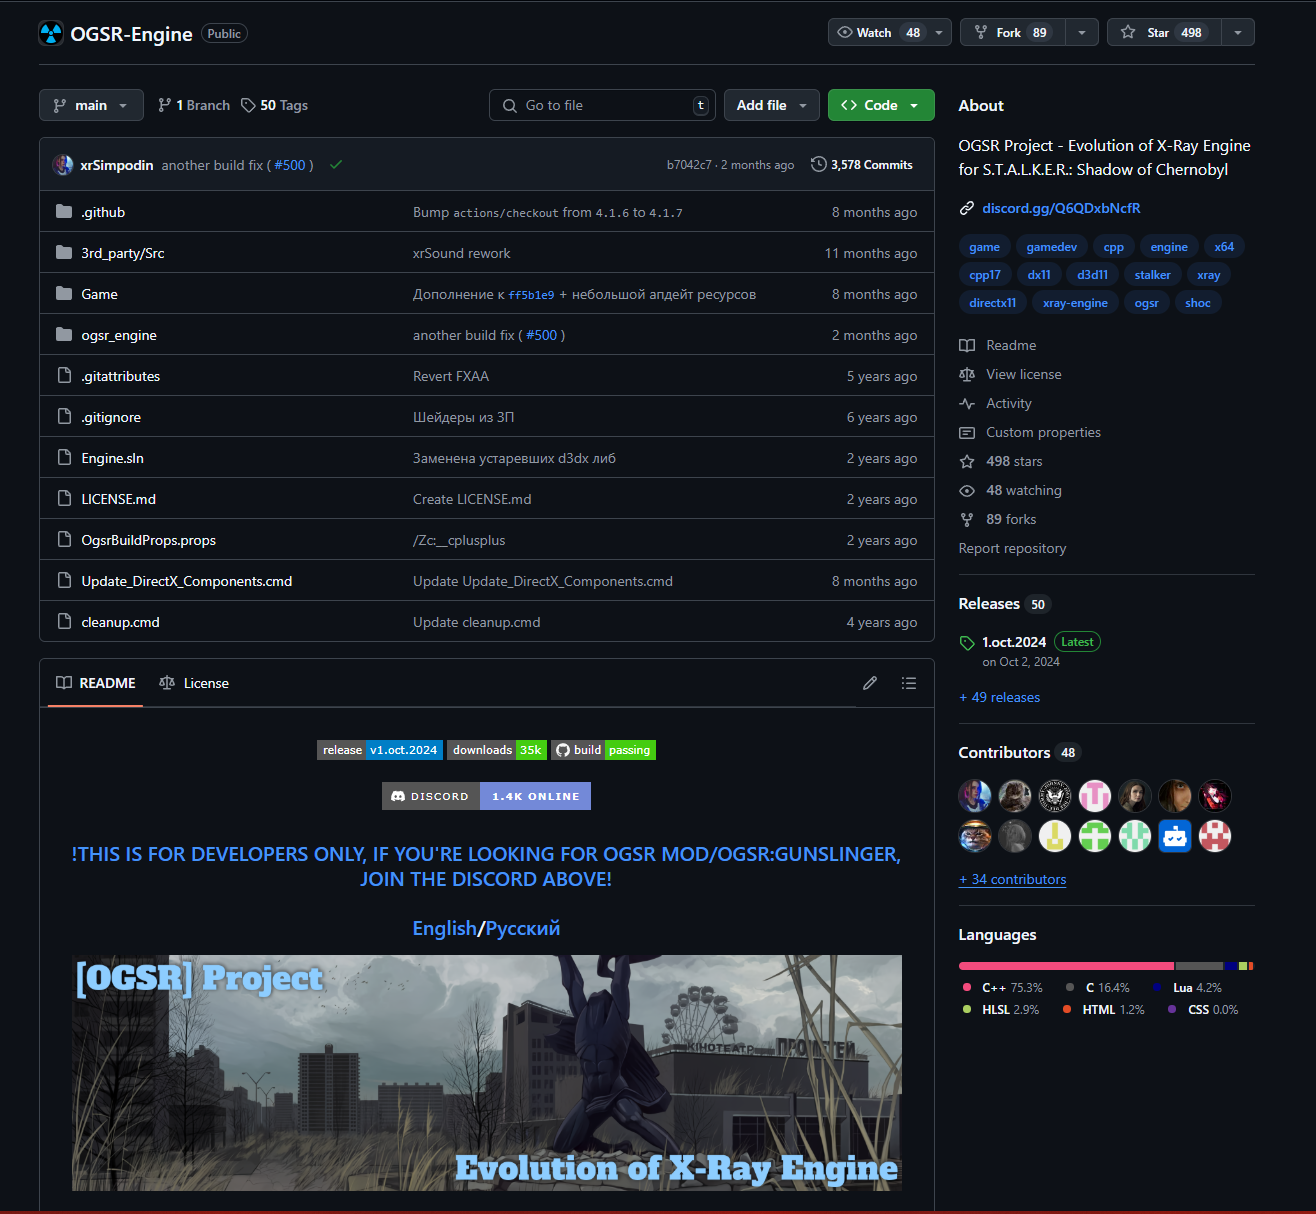 OGSR-Engine Public
Watch 48
Fork 89
Star 498
main
1 Branch
50 Tags
Go to file t
Add file
Code
xrSimpodin another build fix ( #500 )
b7042c7 · 2 months ago
3,578 Commits
.github Bump actions/checkout from 4.1.6 to 4.1.7 8 months ago
3rd_party/Src xrSound rework 11 months ago
Game Дополнение к ff5b1e9 + небольшой апдейт ресурсов 8 months ago
ogsr_engine another build fix ( #500 ) 2 months ago
.gitattributes Revert FXAA 5 years ago
.gitignore Шейдеры из ЗП 6 years ago
Engine.sln Заменена устаревших d3dx либ 2 years ago
LICENSE.md Create LICENSE.md 2 years ago
OgsrBuildProps.props /Zc:__cplusplus 2 years ago
Update_DirectX_Components.cmd Update Update_DirectX_Components.cmd 8 months ago
cleanup.cmd Update cleanup.cmd 4 years ago
README
License
release v1.oct.2024 downloads 35k build passing
DISCORD 1.4K ONLINE
!THIS IS FOR DEVELOPERS ONLY, IF YOU'RE LOOKING FOR OGSR MOD/OGSR:GUNSLINGER,
JOIN THE DISCORD ABOVE!
English/Русский
[OGSR] Project
КІНОТЕАТР ПРОМЕТЕЙ
Evolution of X-Ray Engine
About
OGSR Project - Evolution of X-Ray Engine
for S.T.A.L.K.E.R.: Shadow of Chernobyl
discord.gg/Q6QDxbNcfR
game gamedev cpp engine x64
cpp17 dx11 d3d11 stalker xray
directx11 xray-engine ogsr shoc
Readme
View license
Activity
Custom properties
498 stars
48 watching
89 forks
Report repository
Releases 50
1.oct.2024 Latest
on Oct 2, 2024
+ 49 releases
Contributors 48
+ 34 contributors
Languages
C++ 75.3% C 16.4% Lua 4.2%
HLSL 2.9% HTML 1.2% CSS 0.0%